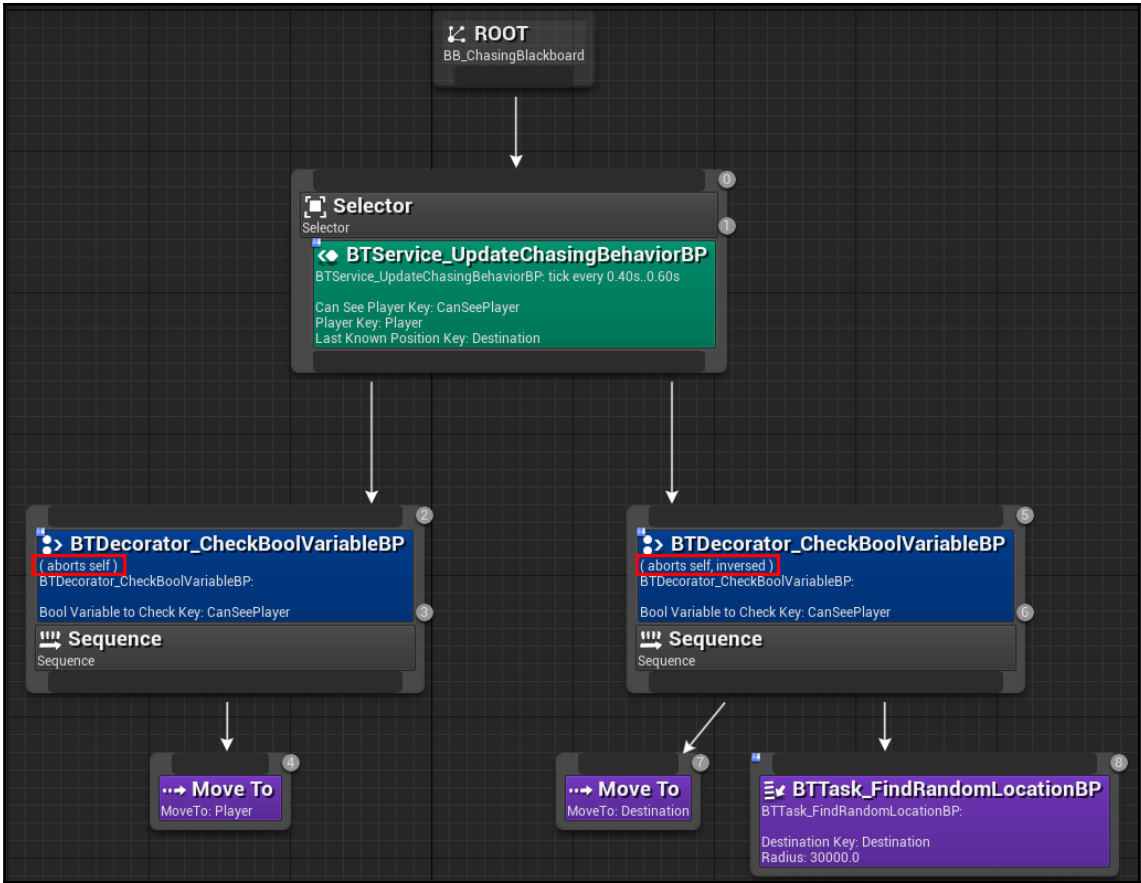 ROOT
BB_ChasingBlackboard
0
Selector
Selector
1
BTService_UpdateChasingBehaviorBP
BTService_UpdateChasingBehaviorBP: tick every 0.40s..0.60s
Can See Player Key: CanSeePlayer
Player Key: Player
Last Known Position Key: Destination
2
BTDecorator_CheckBoolVariableBP
( aborts self )
BTDecorator_CheckBoolVariableBP:
Bool Variable to Check Key: CanSeePlayer
3
Sequence
Sequence
5
BTDecorator_CheckBoolVariableBP
( aborts self, inversed )
BTDecorator_CheckBoolVariableBP:
Bool Variable to Check Key: CanSeePlayer
6
Sequence
Sequence
4
Move To
MoveTo: Player
7
Move To
MoveTo: Destination
8
BTTask_FindRandomLocationBP
BTTask_FindRandomLocationBP:
Destination Key: Destination
Radius: 30000.0